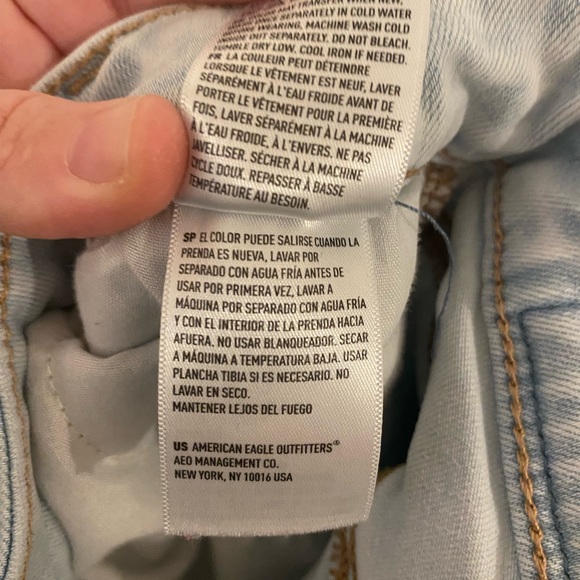 MAY TRANSFER WHEN NEW,
SEPARATELY IN COLD WATER
WEARING, MACHINE WASH COLD
INSIDE OUT SEPARATELY. DO NOT BLEACH.
TUMBLE DRY LOW. COOL IRON IF NEEDED.
FR LA COULEUR PEUT DÉTEINDRE
LORSQUE LE VÊTEMENT EST NEUF, LAVER
SÉPARÉMENT À L'EAU FROIDE AVANT DE
PORTER LE VÊTEMENT POUR LA PREMIÈRE
FOIS, LAVER SÉPARÉMENT À LA MACHINE
À L'EAU FROIDE, À L'ENVERS. NE PAS
JAVELLISER. SÉCHER À LA MACHINE
CYCLE DOUX. REPASSER À BASSE
TEMPÉRATURE AU BESOIN.
SP EL COLOR PUEDE SALIRSE CUANDO LA
PRENDA ES NUEVA, LAVAR POR
SEPARADO CON AGUA FRÍA ANTES DE
USAR POR PRIMERA VEZ, LAVAR A
MÁQUINA POR SEPARADO CON AGUA FRÍA
Y CON EL INTERIOR DE LA PRENDA HACIA
AFUERA. NO USAR BLANQUEADOR. SECAR
A MÁQUINA A TEMPERATURA BAJA. USAR
PLANCHA TIBIA SI ES NECESARIO. NO
LAVAR EN SECO.
MANTENER LEJOS DEL FUEGO
US AMERICAN EAGLE OUTFITTERS®
AEO MANAGEMENT CO.
NEW YORK, NY 10016 USA